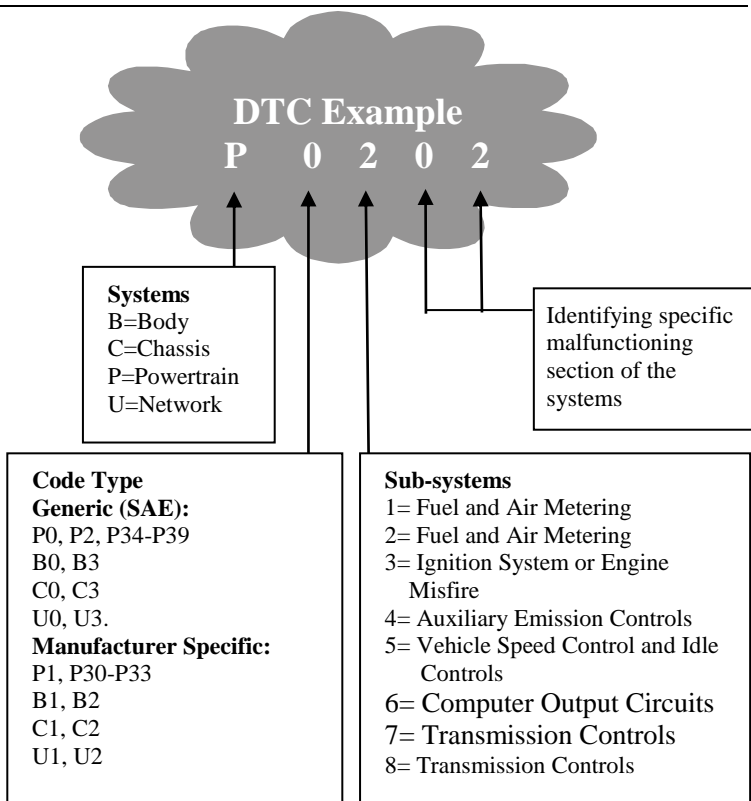 DTC Example
P 0 2 0 2
Systems
B=Body
C=Chassis
P=Powertrain
U=Network
Identifying specific
malfunctioning
section of the
systems
Code Type
Generic (SAE):
P0, P2, P34-P39
B0, B3
C0, C3
U0, U3.
Manufacturer Specific:
P1, P30-P33
B1, B2
C1, C2
U1, U2
Sub-systems
1= Fuel and Air Metering
2= Fuel and Air Metering
3= Ignition System or Engine
Misfire
4= Auxiliary Emission Controls
5= Vehicle Speed Control and Idle
Controls
6= Computer Output Circuits
7= Transmission Controls
8= Transmission Controls